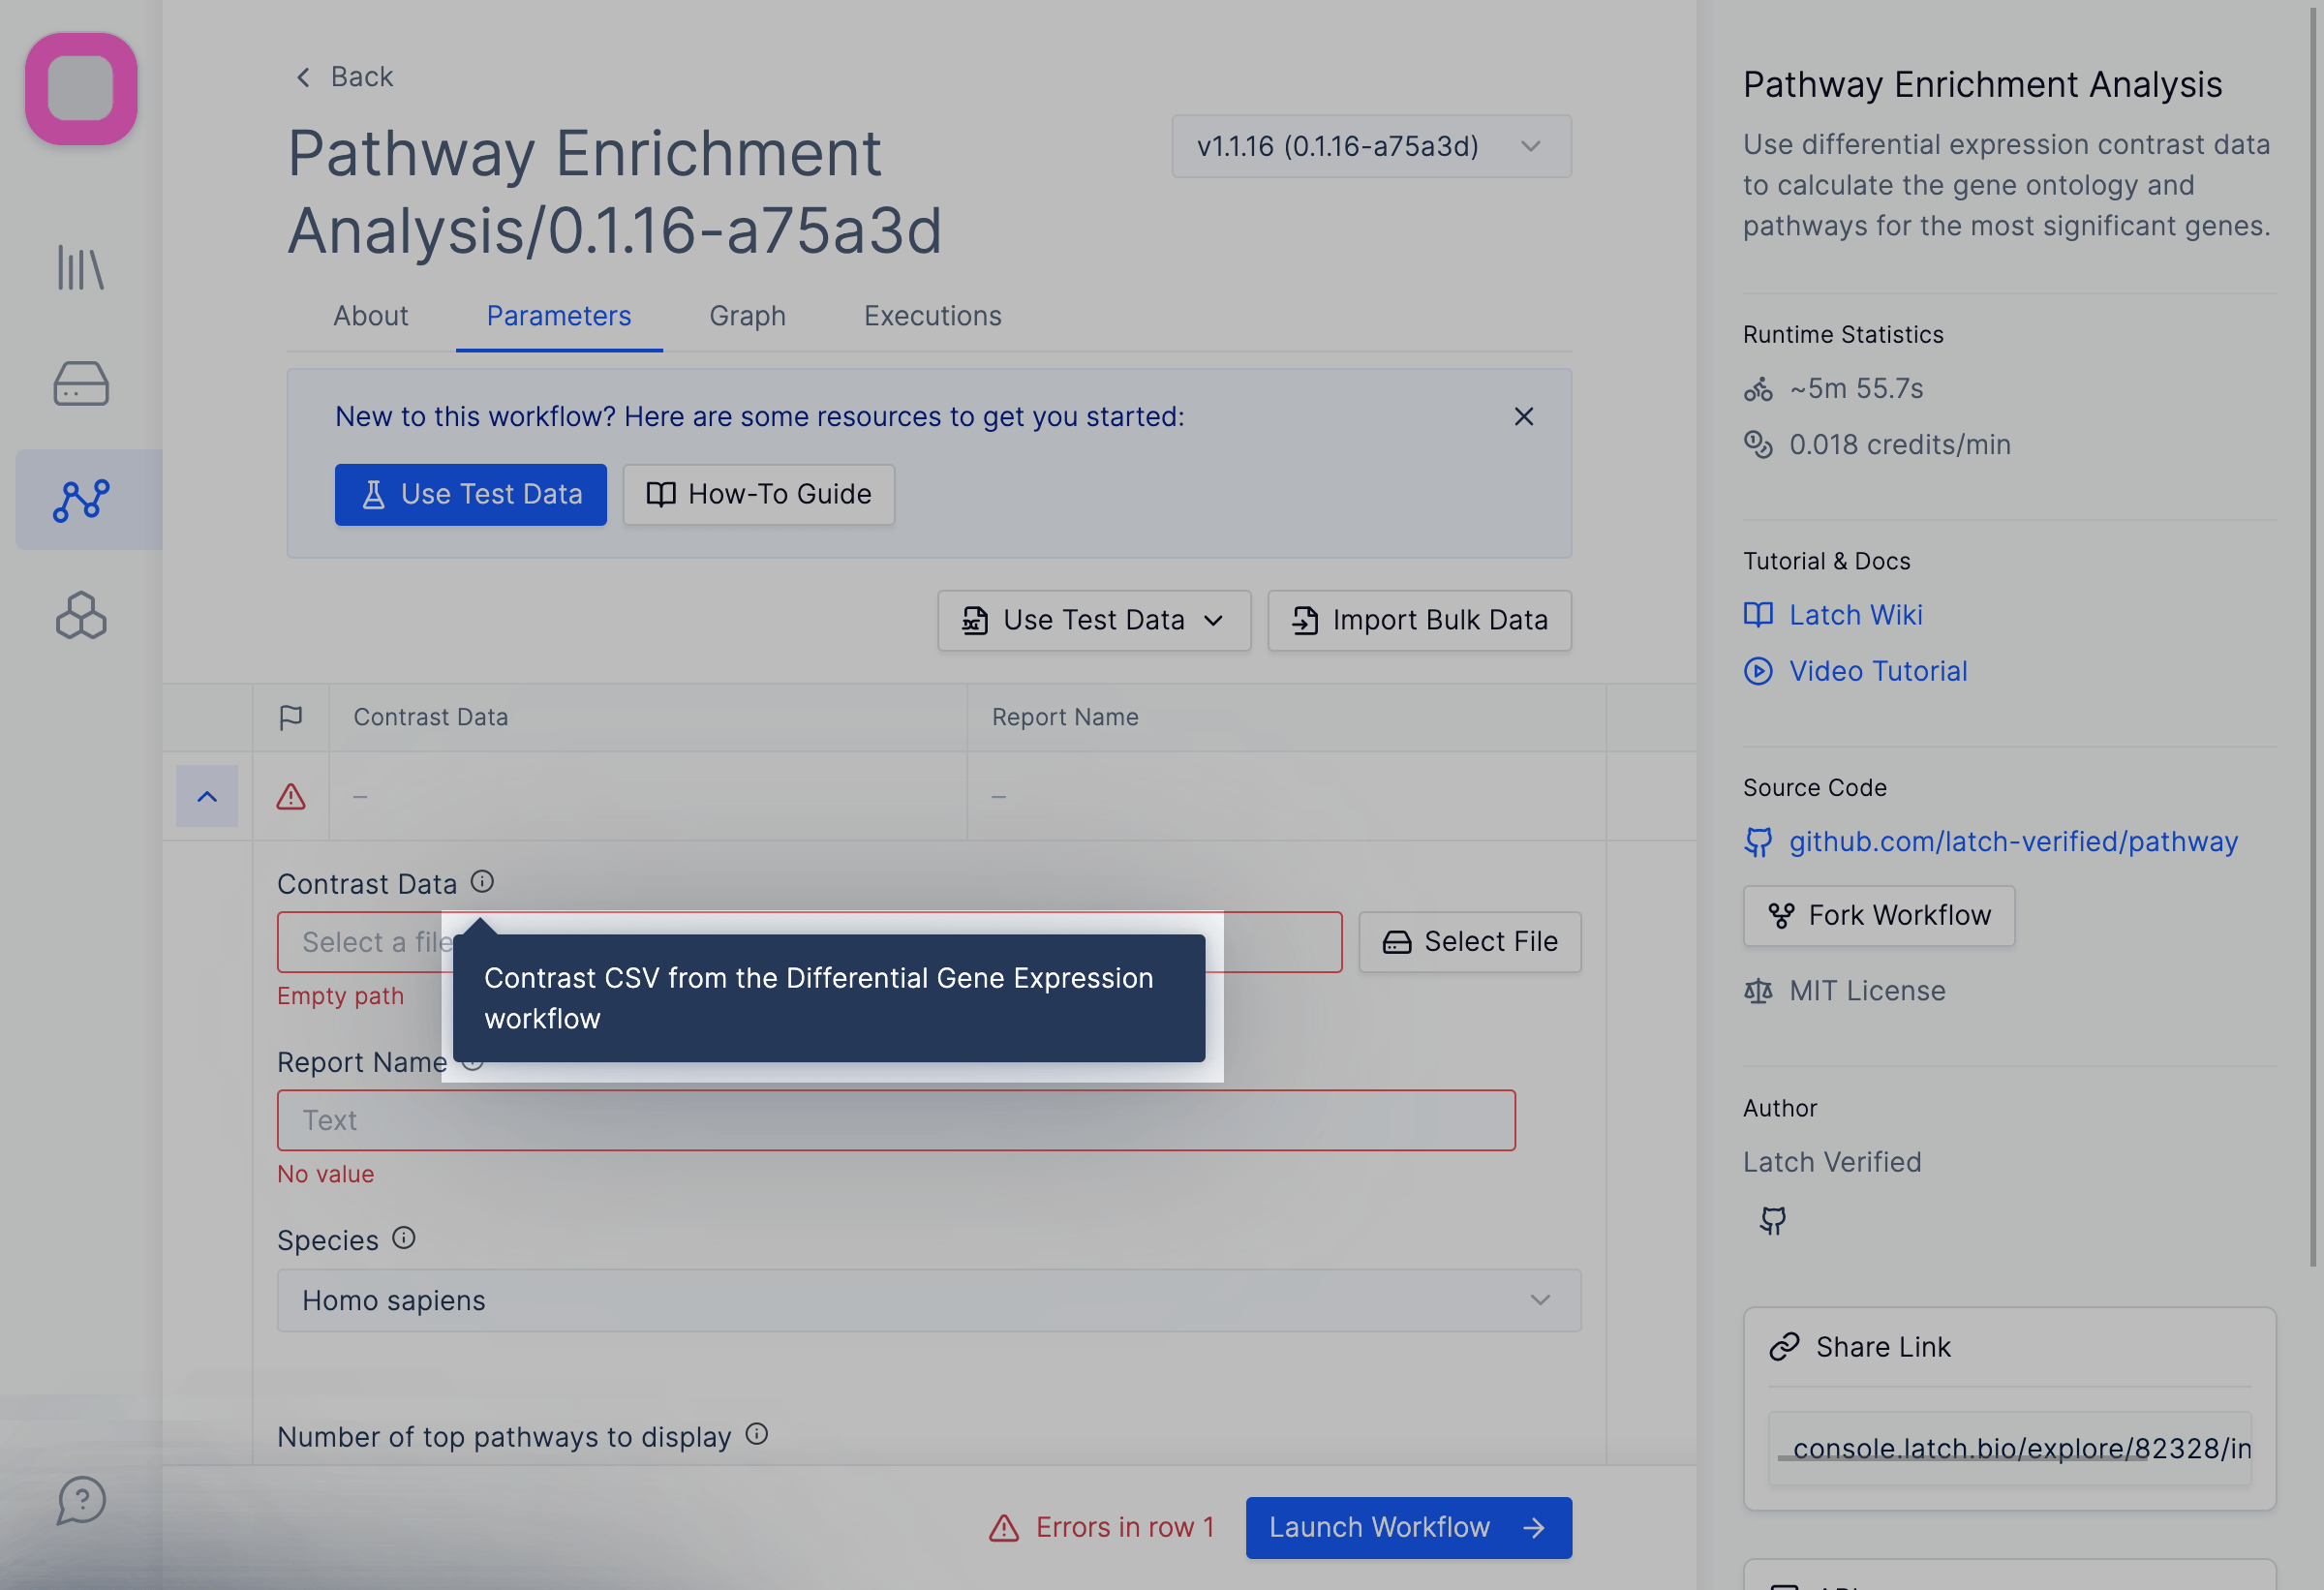 Back
Pathway Enrichment
Analysis/0.1.16-a75a3d
v1.1.16 (0.1.16-a75a3d)
About
Parameters
Graph
Executions
New to this workflow? Here are some resources to get you started:
Use Test Data
How-To Guide
Use Test Data
Import Bulk Data
Contrast Data
Report Name
–
–
Contrast Data
Select a file
Select File
Contrast CSV from the Differential Gene Expression
workflow
Empty path
Report Name
Text
No value
Species
Homo sapiens
Number of top pathways to display
Errors in row 1
Launch Workflow
Pathway Enrichment Analysis
Use differential expression contrast data
to calculate the gene ontology and
pathways for the most significant genes.
Runtime Statistics
~5m 55.7s
0.018 credits/min
Tutorial & Docs
Latch Wiki
Video Tutorial
Source Code
github.com/latch-verified/pathway
Fork Workflow
MIT License
Author
Latch Verified
Share Link
console.latch.bio/explore/82328/in